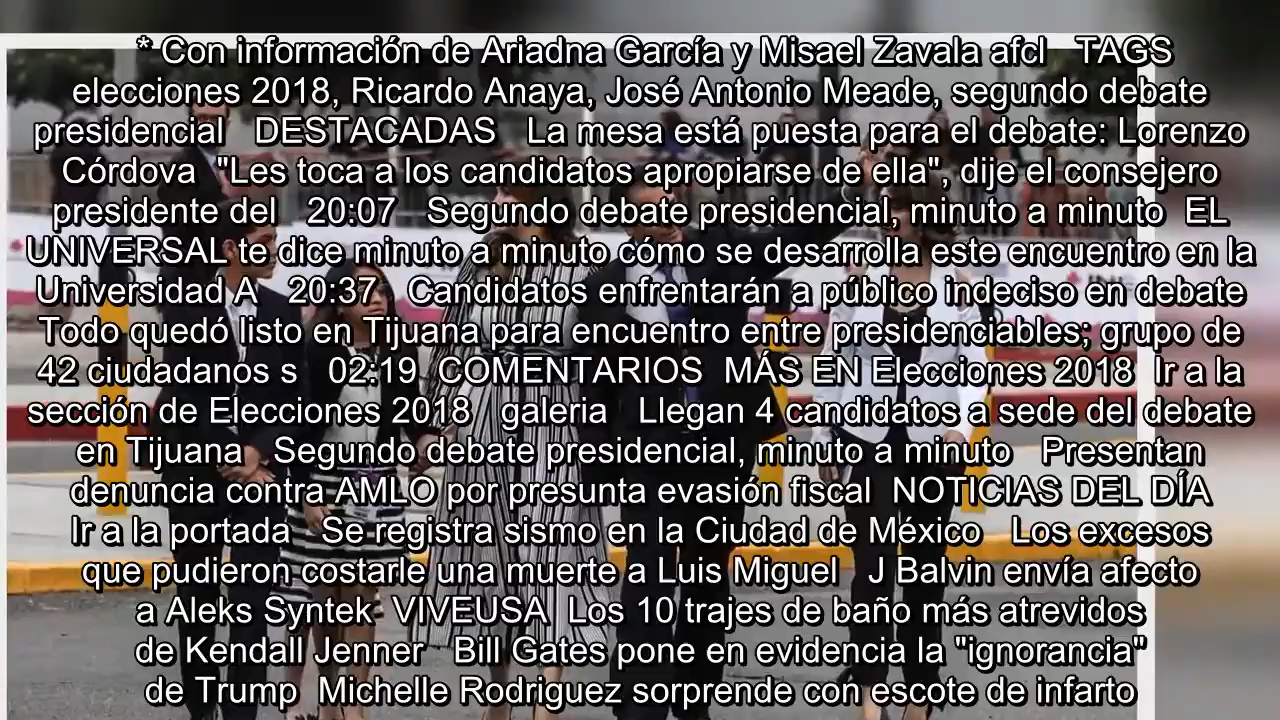 * Con información de Ariadna García y Misael Zavala afcl TAGS
elecciones 2018, Ricardo Anaya, José Antonio Meade, segundo debate
presidencial DESTACADAS La mesa está puesta para el debate: Lorenzo
Córdova "Les toca a los candidatos apropiarse de ella", dije el consejero
presidente del 20:07 Segundo debate presidencial, minuto a minuto EL
UNIVERSAL te dice minuto a minuto cómo se desarrolla este encuentro en la
Universidad A 20:37 Candidatos enfrentarán a público indeciso en debate
Todo quedó listo en Tijuana para encuentro entre presidenciables; grupo de
42 ciudadanos s 02:19 COMENTARIOS MÁS EN Elecciones 2018 Ir a la
sección de Elecciones 2018 galeria Llegan 4 candidatos a sede del debate
en Tijuana Segundo debate presidencial, minuto a minuto Presentan
denuncia contra AMLO por presunta evasión fiscal NOTICIAS DEL DÍA
Ir a la portada Se registra sismo en la Ciudad de México Los excesos
que pudieron costarle una muerte a Luis Miguel J Balvin envía afecto
a Aleks Syntek VIVEUSA Los 10 trajes de baño más atrevidos
de Kendall Jenner Bill Gates pone en evidencia la "ignorancia"
de Trump Michelle Rodriguez sorprende con escote de infarto